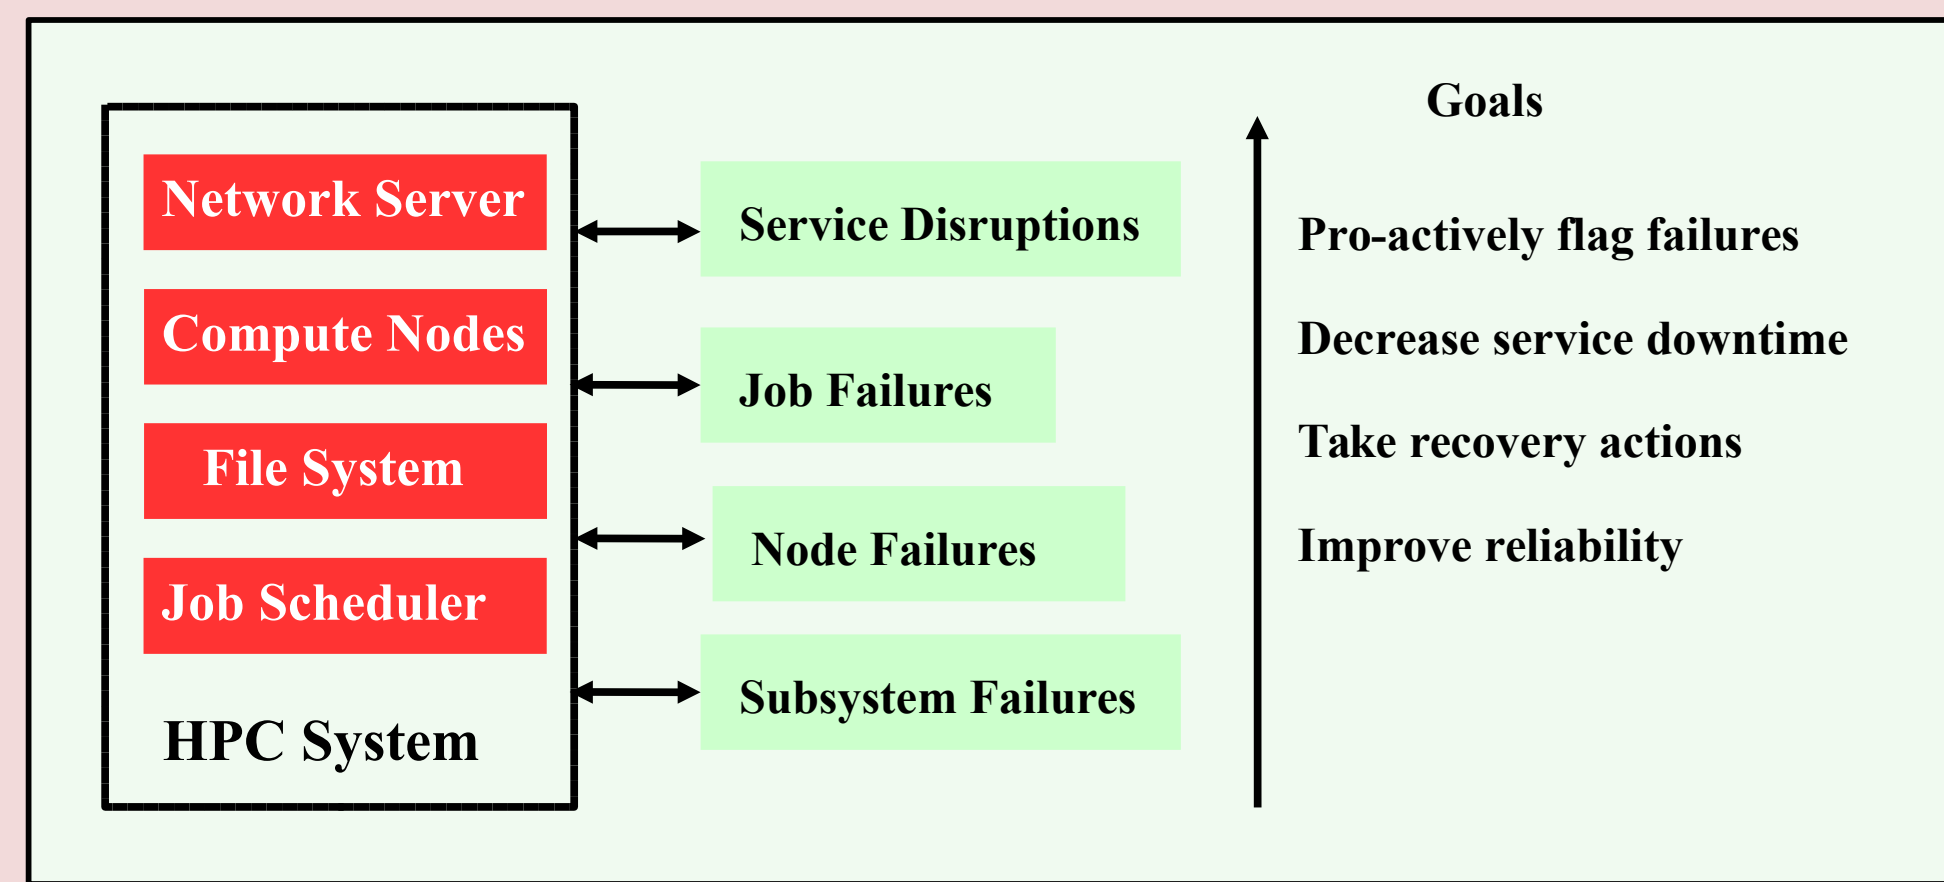 Network Server
Compute Nodes
File System
Job Scheduler
HPC System
Service Disruptions
Job Failures
Node Failures
Subsystem Failures
Goals
Pro-actively flag failures
Decrease service downtime
Take recovery actions
Improve reliability